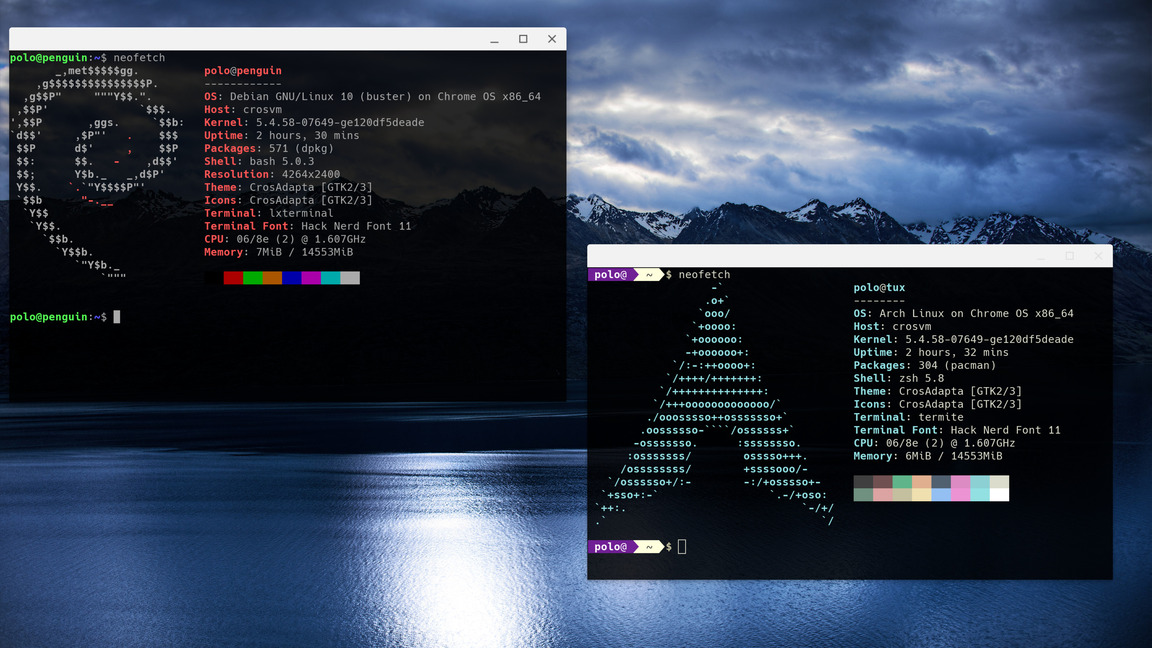 polo@penguin:~$ neofetch
polo@penguin
------------
OS: Debian GNU/Linux 10 (buster) on Chrome OS x86_64
Host: crosvm
Kernel: 5.4.58-07649-ge120df5deade
Uptime: 2 hours, 30 mins
Packages: 571 (dpkg)
Shell: bash 5.0.3
Resolution: 4264x2400
Theme: CrosAdapta [GTK2/3]
Icons: CrosAdapta [GTK2/3]
Terminal: lxterminal
Terminal Font: Hack Nerd Font 11
CPU: 06/8e (2) @ 1.607GHz
Memory: 7MiB / 14553MiB
polo@penguin:~$
polo@ ~ $ neofetch
polo@tux
--------
OS: Arch Linux on Chrome OS x86_64
Host: crosvm
Kernel: 5.4.58-07649-ge120df5deade
Uptime: 2 hours, 32 mins
Packages: 304 (pacman)
Shell: zsh 5.8
Theme: CrosAdapta [GTK2/3]
Icons: CrosAdapta [GTK2/3]
Terminal: termite
Terminal Font: Hack Nerd Font 11
CPU: 06/8e (2) @ 1.607GHz
Memory: 6MiB / 14553MiB
polo@ ~ $